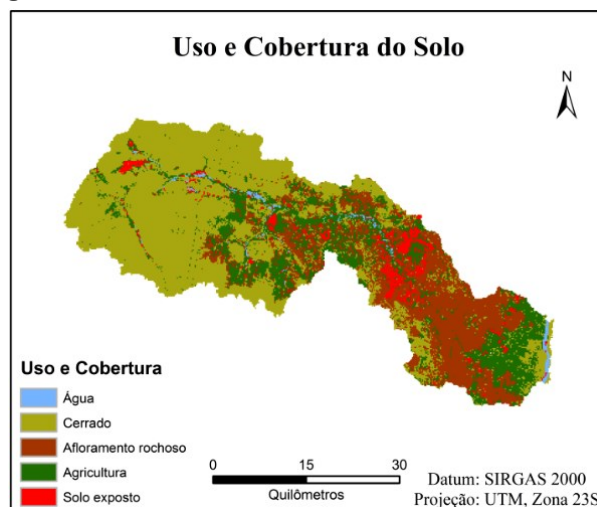 Uso e Cobertura do Solo
N
Uso e Cobertura
Água
Cerrado
Afloramento rochoso
Agricultura
Solo exposto
0 15 30
Quilômetros
Datum: SIRGAS 2000
Projeção: UTM, Zona 23S